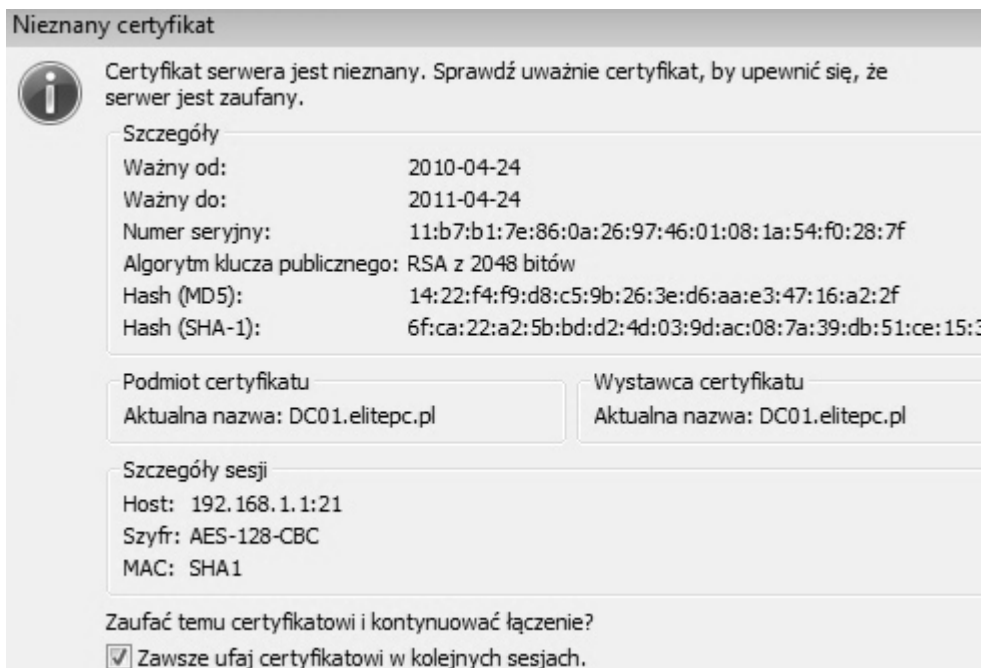 Nieznany certyfikat
Certyfikat serwera jest nieznany. Sprawdź uważnie certyfikat, by upewnić się, że
serwer jest zaufany.
Szczegóły
Ważny od: 2010-04-24
Ważny do: 2011-04-24
Numer seryjny: 11:b7:b1:7e:86:0a:26:97:46:01:08:1a:54:f0:28:7f
Algorytm klucza publicznego: RSA z 2048 bitów
Hash (MD5): 14:22:f4:f9:d8:c5:9b:26:3e:d6:aa:e3:47:16:a2:2f
Hash (SHA-1): 6f:ca:22:a2:5b:bd:d2:4d:03:9d:ac:08:7a:39:db:51:ce:15:3
Podmiot certyfikatu
Aktualna nazwa: DC01.elitepc.pl
Wystawca certyfikatu
Aktualna nazwa: DC01.elitepc.pl
Szczegóły sesji
Host: 192.168.1.1:21
Szyfr: AES-128-CBC
MAC: SHA1
Zaufać temu certyfikatowi i kontynuować łączenie?
Zawsze ufaj certyfikatowi w kolejnych sesjach.